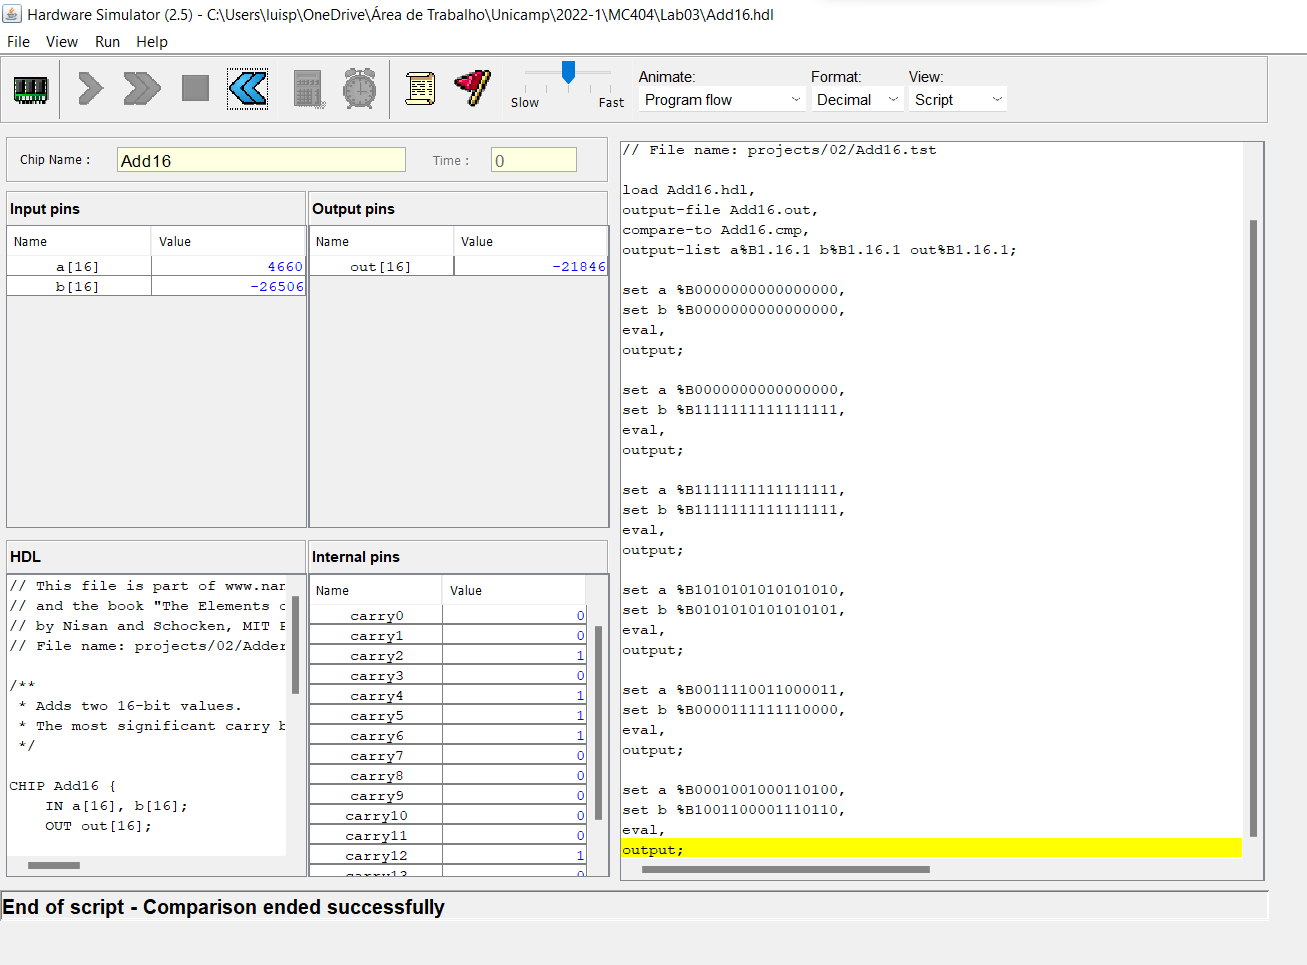 Hardware Simulator (2.5) - C:\Users\luisp\OneDrive\Área de Trabalho\Unicamp\2022-1\MC404\Lab03\Add16.hdl
File View Run Help
Slow Fast
Animate: Format: View:
Program flow Decimal Script
Chip Name : Add16 Time : 0
Input pins
Name Value
a[16] 4660
b[16] -26506
Output pins
Name Value
out[16] -21846
HDL
// This file is part of www.nan
// and the book "The Elements o
// by Nisan and Schocken, MIT P
// File name: projects/02/Adder
/**
* Adds two 16-bit values.
* The most significant carry b
*/
CHIP Add16 {
IN a[16], b[16];
OUT out[16];
Internal pins
Name Value
carry0 0
carry1 0
carry2 1
carry3 0
carry4 1
carry5 1
carry6 1
carry7 0
carry8 0
carry9 0
carry10 0
carry11 0
carry12 1
carry13 0
// File name: projects/02/Add16.tst
load Add16.hdl,
output-file Add16.out,
compare-to Add16.cmp,
output-list a%B1.16.1 b%B1.16.1 out%B1.16.1;
set a %B0000000000000000,
set b %B0000000000000000,
eval,
output;
set a %B0000000000000000,
set b %B1111111111111111,
eval,
output;
set a %B1111111111111111,
set b %B1111111111111111,
eval,
output;
set a %B1010101010101010,
set b %B0101010101010101,
eval,
output;
set a %B0011110011000011,
set b %B0000111111110000,
eval,
output;
set a %B0001001000110100,
set b %B1001100001110110,
eval,
output;
End of script - Comparison ended successfully